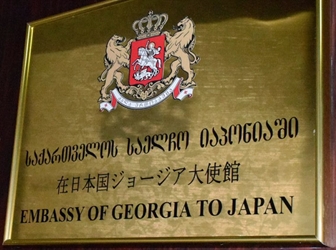 საქართველოს საელჩო იაპონიაში
在日本国ジョージア大使館
EMBASSY OF GEORGIA TO JAPAN